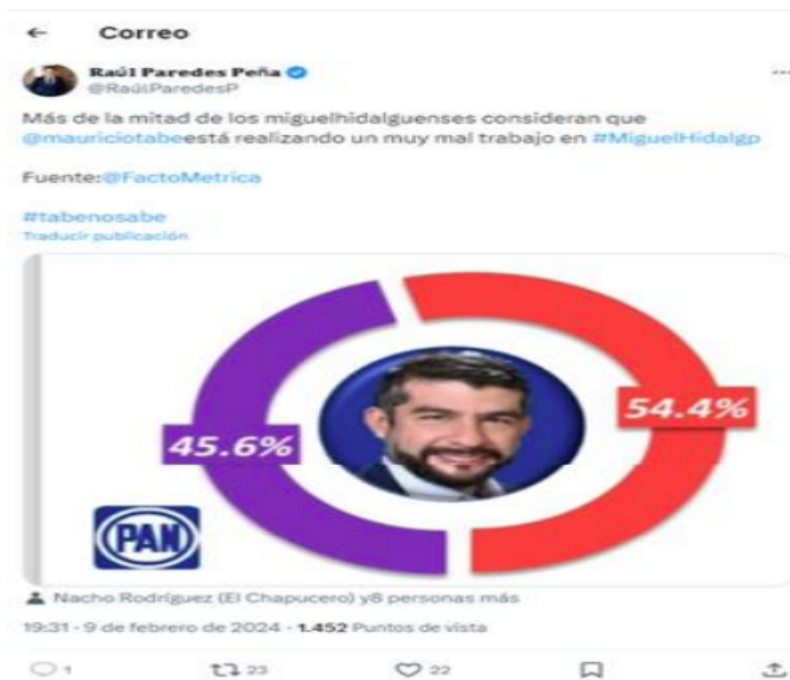 ← Correo
Raúl Paredes Peña
@RaúlParedesP
Más de la mitad de los miguelhidalguenses consideran que
@mauriciotabeestá realizando un muy mal trabajo en #MiguelHidalgp
Fuente:@FactoMetrica
#tabenosabe
Traducir publicación
54.4%
45.6%
PAN
Nacho Rodríguez (El Chapucero) y8 personas más
19:31 - 9 de febrero de 2024 - 1.452 Puntos de vista
1 23 22